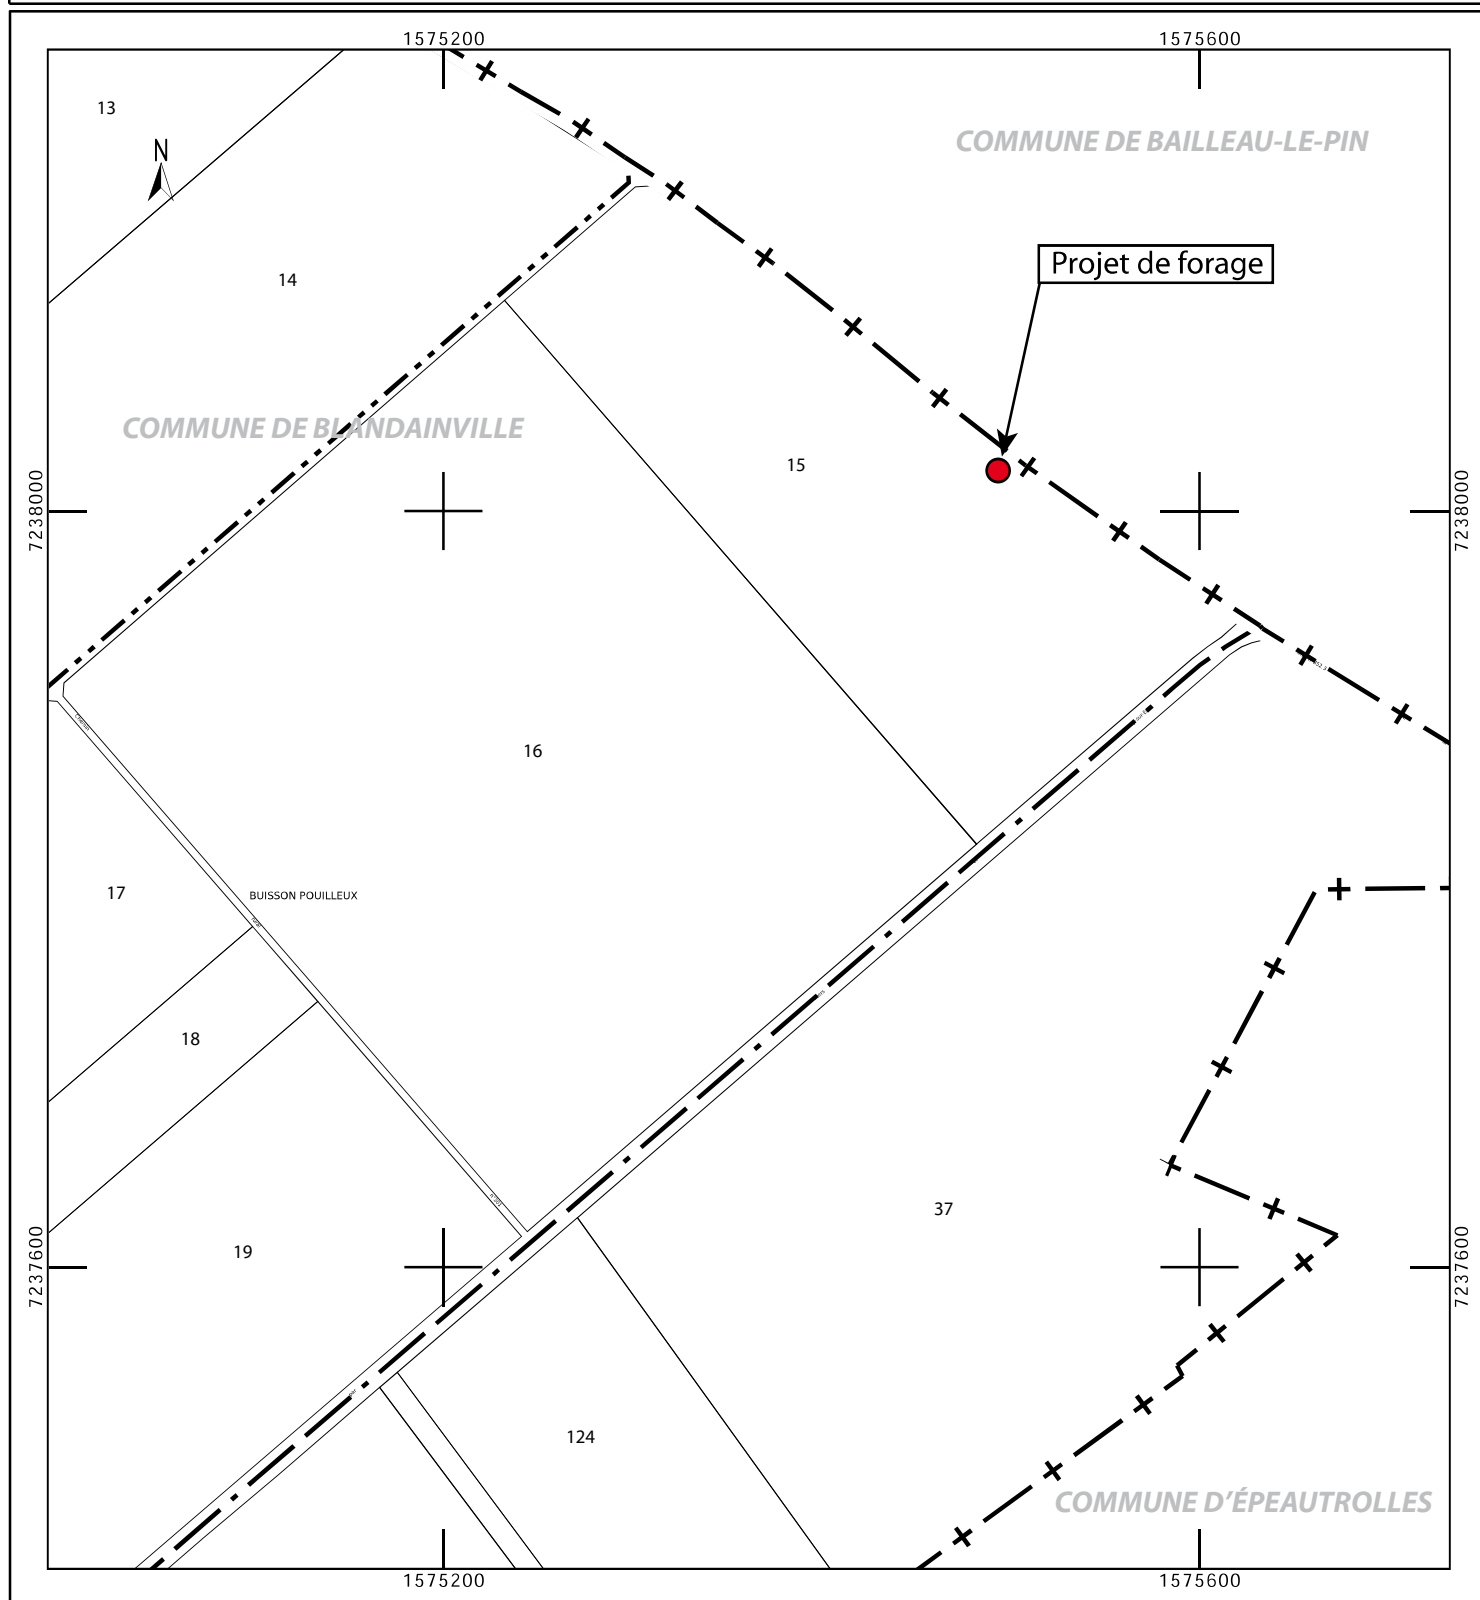 1575200
1575600
13
COMMUNE DE BAILLEAU-LE-PIN
N
Projet de forage
14
COMMUNE DE BLANDAINVILLE
15
7238000
7238000
16
17
BUISSON POUILLEUX
18
37
19
7237600
7237600
124
COMMUNE D'ÉPEAUTROLLES
1575200
1575600